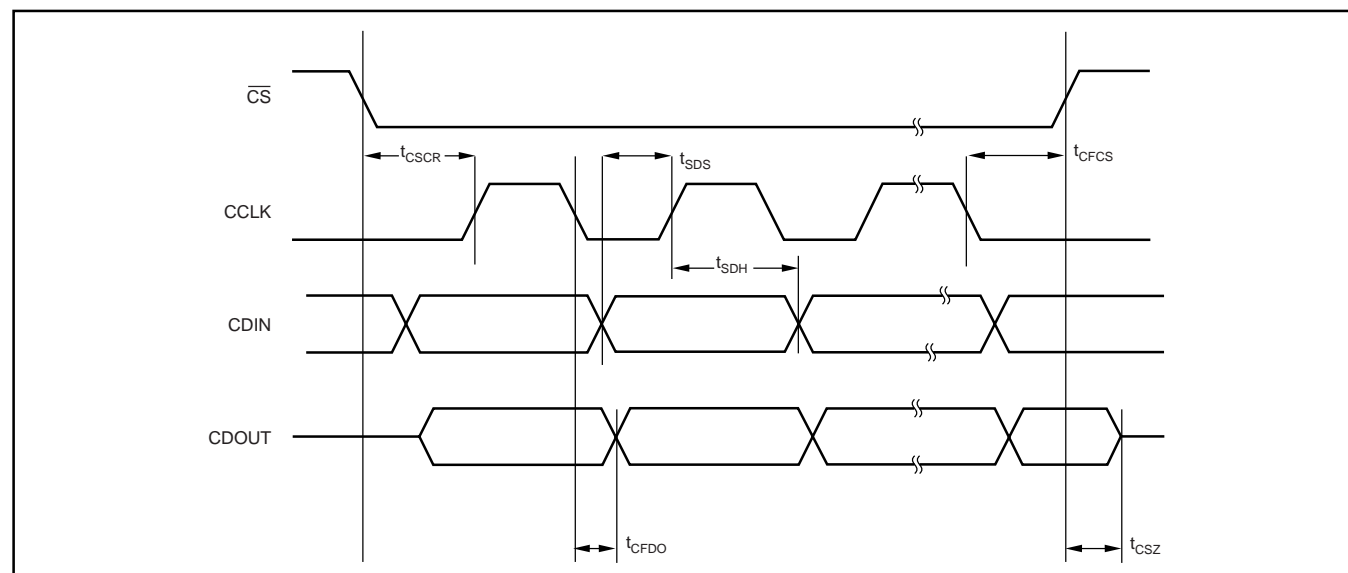 CS
tCSCR
tSDS
tCFCS
CCLK
tSDH
CDIN
CDOUT
tCFDO
tCSZ